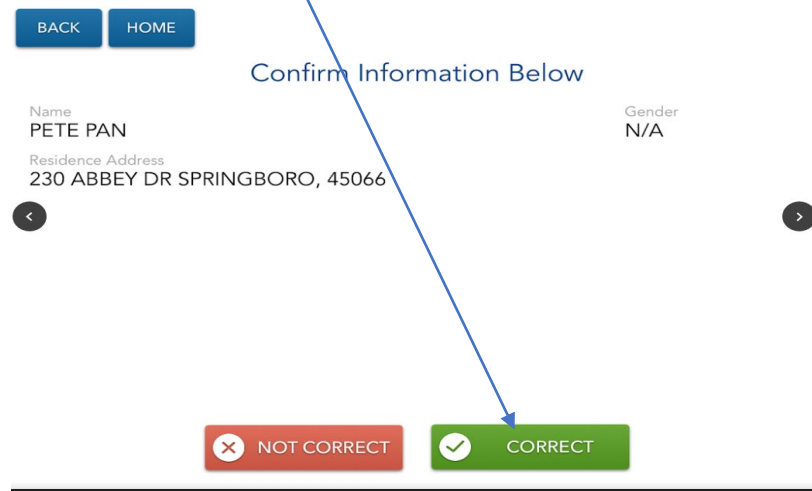 BACK HOME
Confirm Information Below
Name Gender
PETE PAN N/A
Residence Address
230 ABBEY DR SPRINGBORO, 45066
NOT CORRECT CORRECT